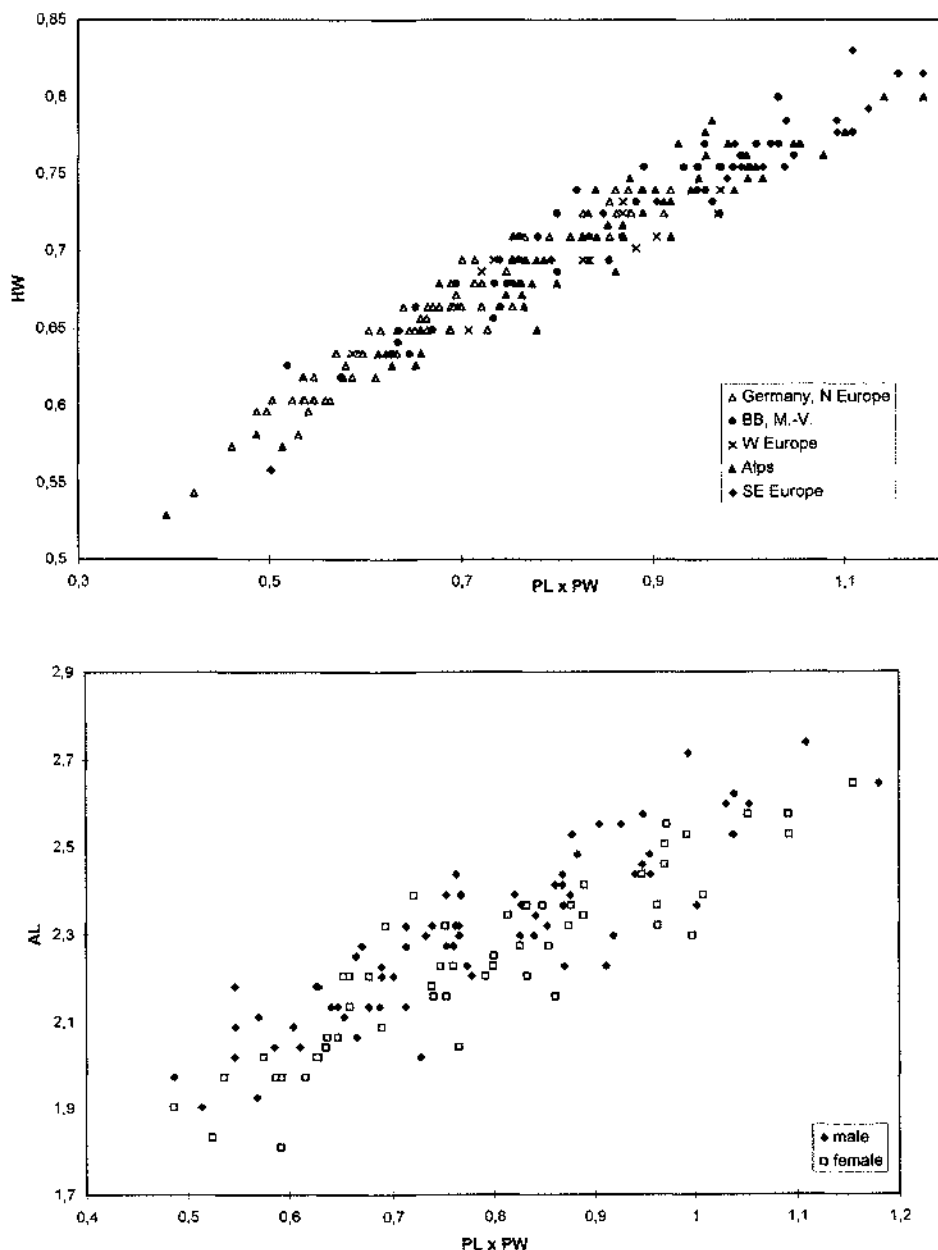 0,85
0,8
0,75
0,7
0,65
0,6
0,55
0,5
HW
Germany, N Europe
BB, M.-V.
W Europe
Alps
SE Europe
0,3 0,5 0,7 0,9 1,1
PL x PW
2,9
2,7
2,5
2,3
2,1
1,9
1,7
AL
male
female
0,4 0,5 0,6 0,7 0,8 0,9 1 1,1 1,2
PL x PW